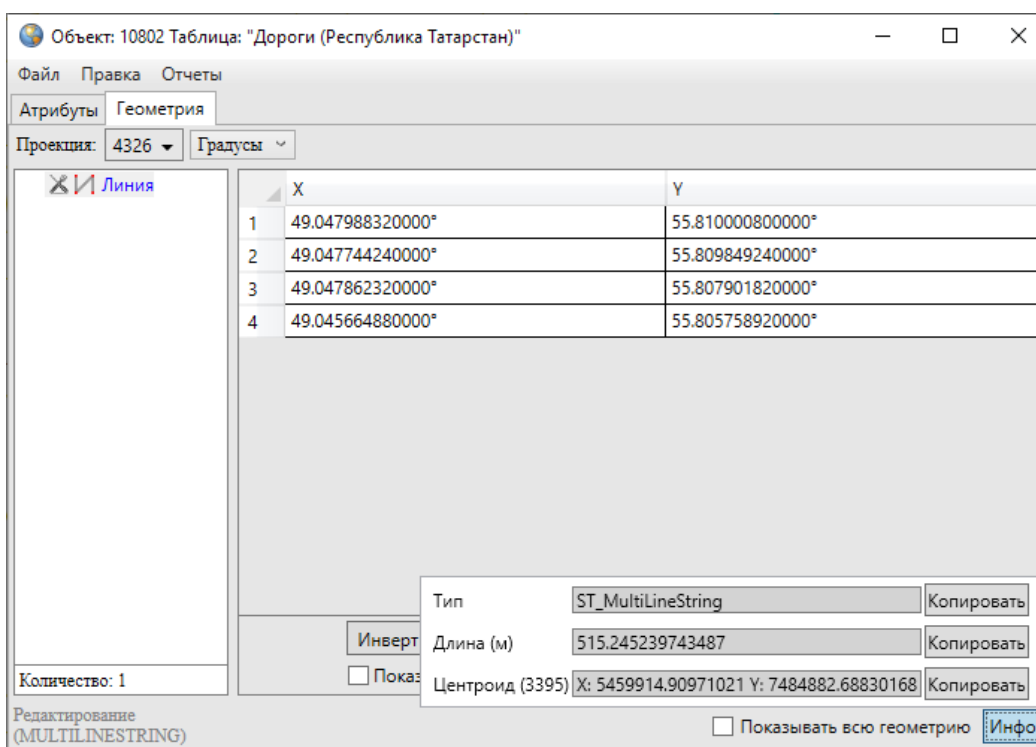 Объект: 10802 Таблица: "Дороги (Республика Татарстан)"
Файл Правка Отчеты
Атрибуты Геометрия
Проекция: 4326 Градусы
Линия
X Y
1 49.047988320000° 55.810000800000°
2 49.047744240000° 55.809849240000°
3 49.047862320000° 55.807901820000°
4 49.045664880000° 55.805758920000°
Тип ST_MultiLineString Копировать
Инверт Длина (м) 515.245239743487 Копировать
Показ Центроид (3395) X: 5459914.90971021 Y: 7484882.68830168 Копировать
Количество: 1
Редактирование
(MULTILINESTRING)
Показывать всю геометрию Инфо